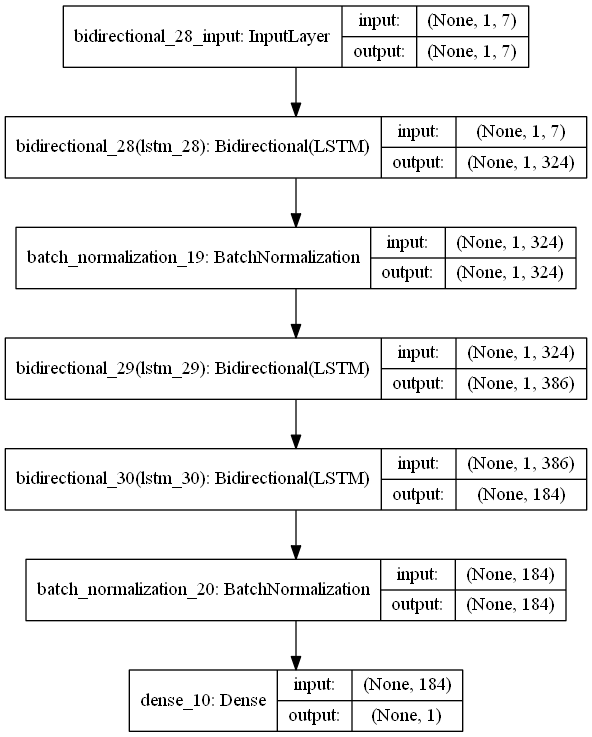 bidirectional_28_input: InputLayer
input: (None, 1, 7)
output: (None, 1, 7)
bidirectional_28(lstm_28): Bidirectional(LSTM)
input: (None, 1, 7)
output: (None, 1, 324)
batch_normalization_19: BatchNormalization
input: (None, 1, 324)
output: (None, 1, 324)
bidirectional_29(lstm_29): Bidirectional(LSTM)
input: (None, 1, 324)
output: (None, 1, 386)
bidirectional_30(lstm_30): Bidirectional(LSTM)
input: (None, 1, 386)
output: (None, 184)
batch_normalization_20: BatchNormalization
input: (None, 184)
output: (None, 184)
dense_10: Dense
input: (None, 184)
output: (None, 1)